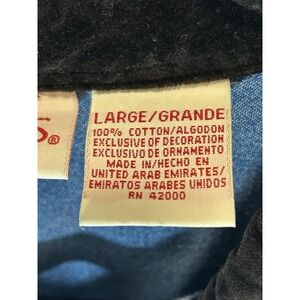 S®
LARGE/GRANDE
100% COTTON/ALGODON
EXCLUSIVE OF DECORATION
EXCLUSIVO DE ORNAMENTO
MADE IN/HECHO EN
UNITED ARAB EMIRATES/
EMIRATOS ARABES UNIDOS
RN 42000